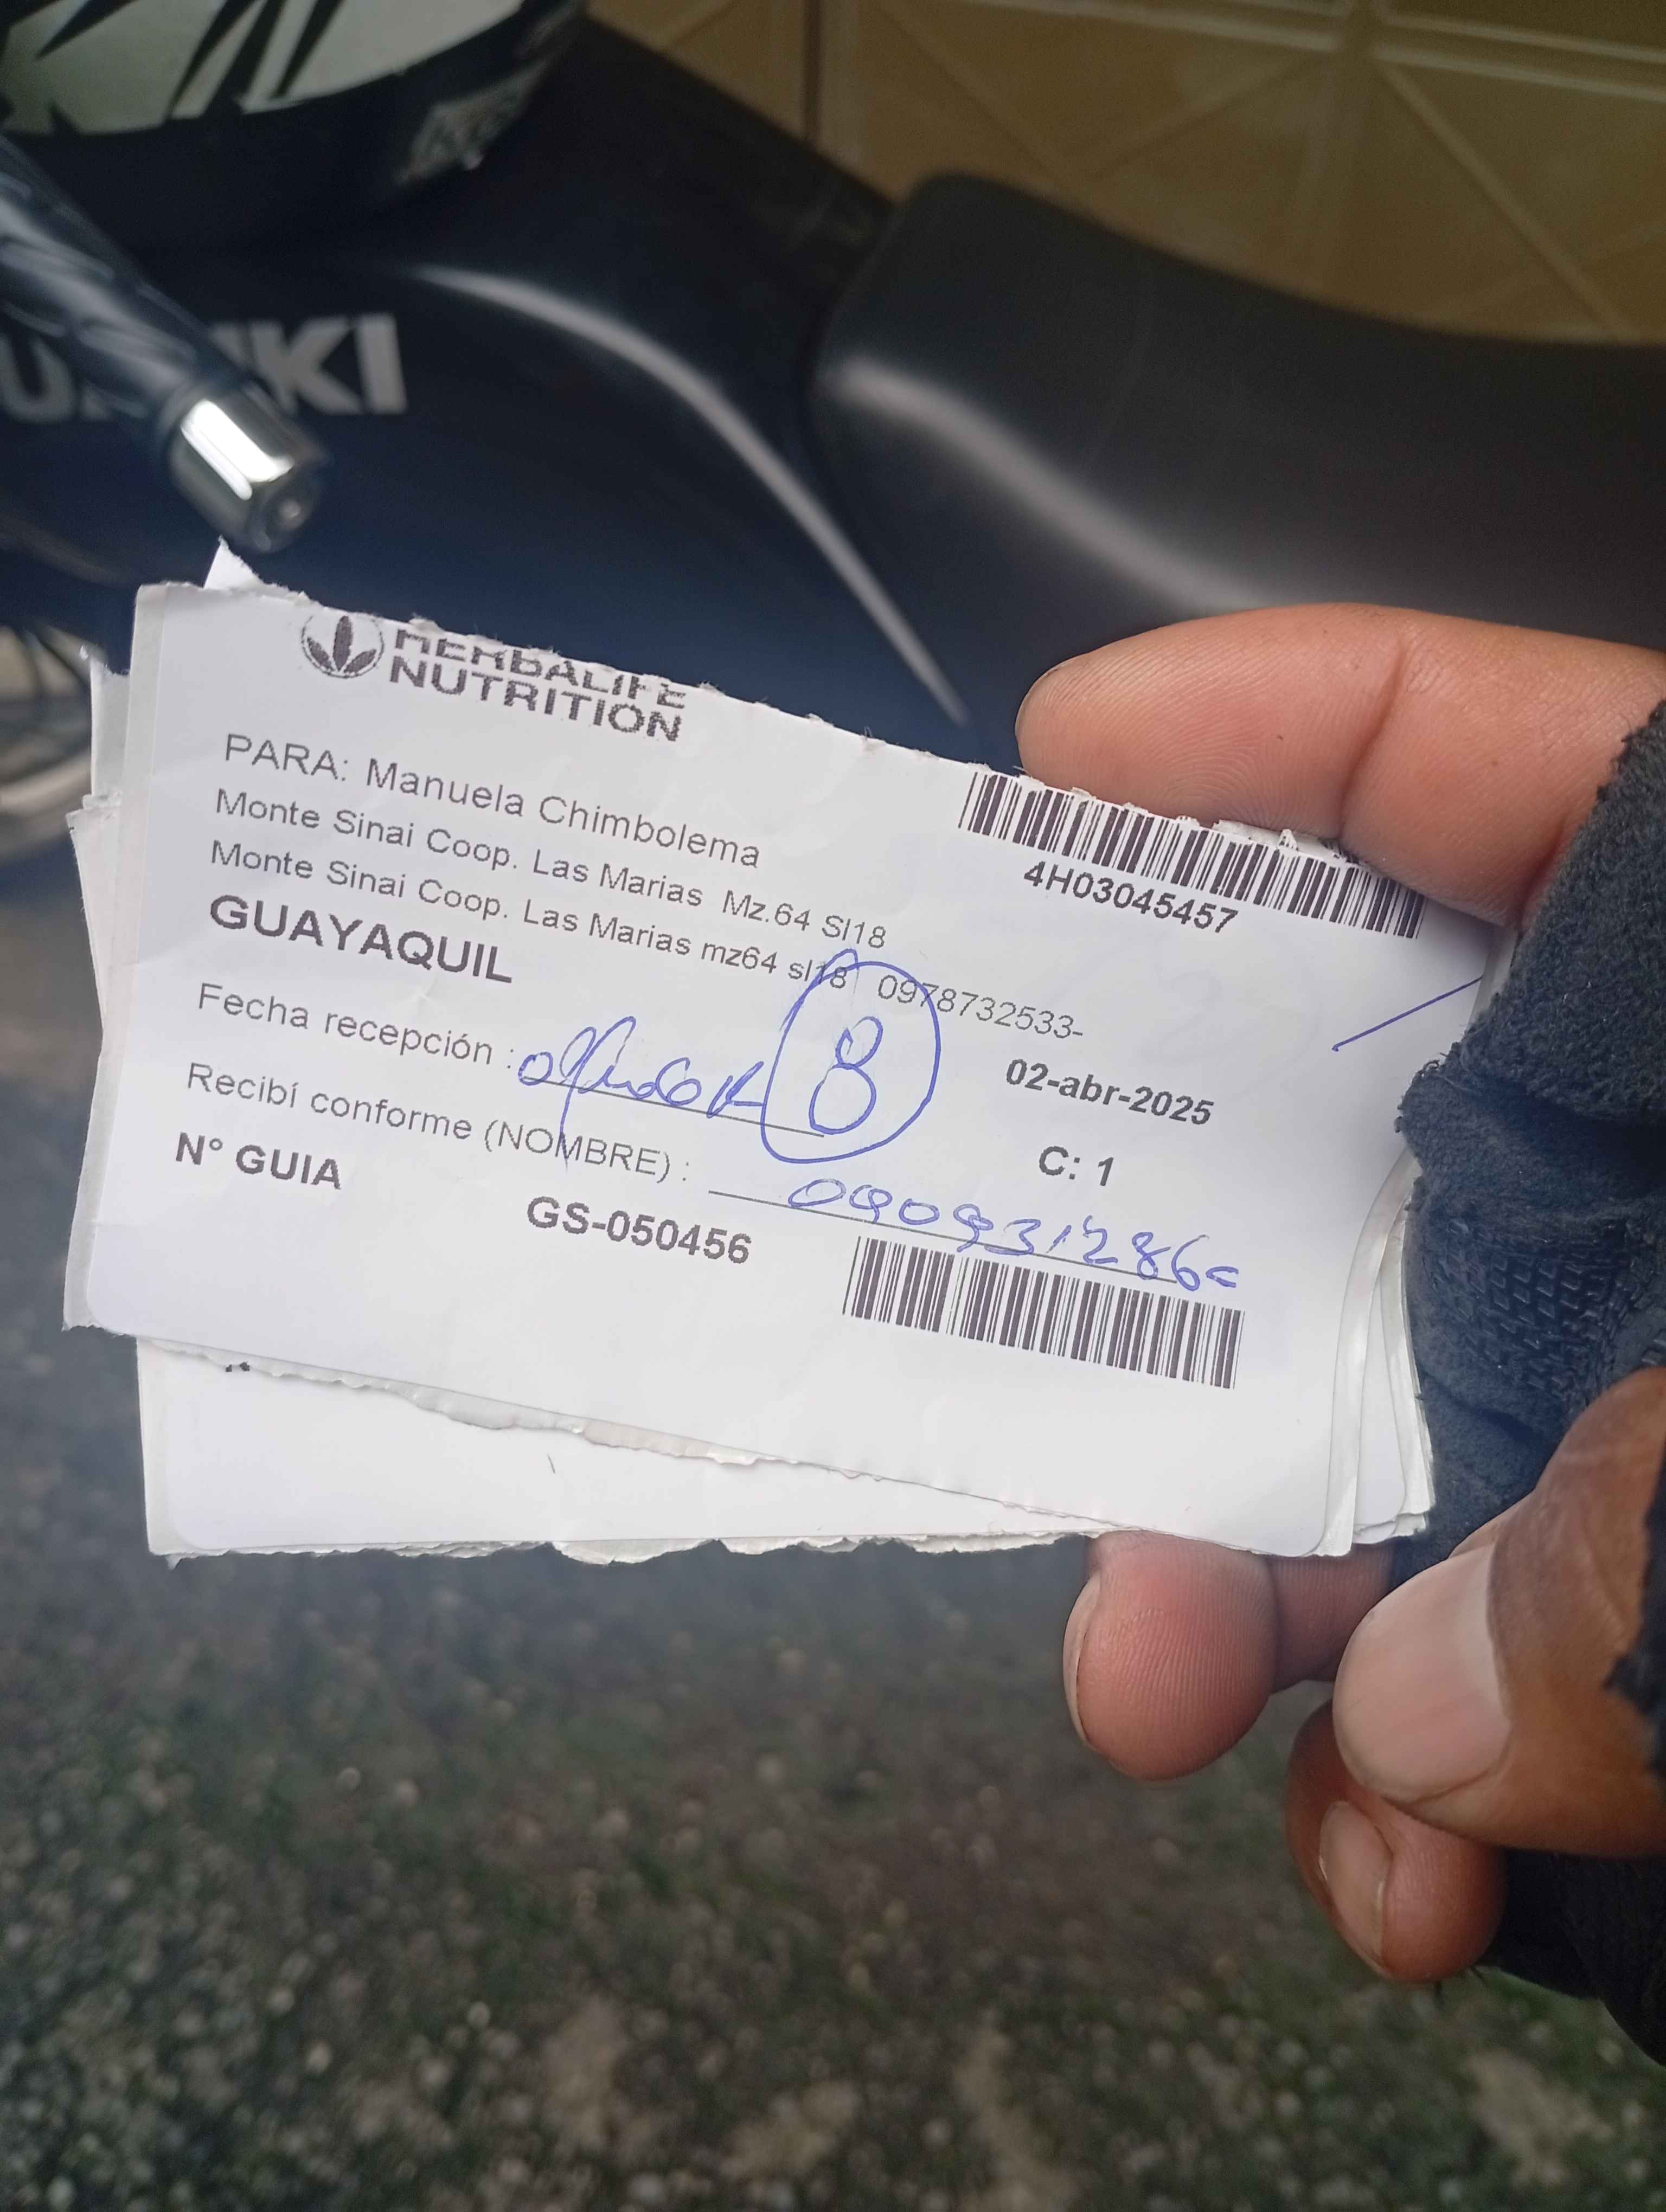 SUZUKI
HERBALIFE
NUTRITION
PARA: Manuela Chimbolema
Monte Sinai Coop. Las Marias Mz.64 Sl18
Monte Sinai Coop. Las Marias mz64 sl18 0978732533-
GUAYAQUIL
4H03045457
Fecha recepción :
8
02-abr-2025
Recibí conforme (NOMBRE) :
C: 1
N° GUIA
GS-050456